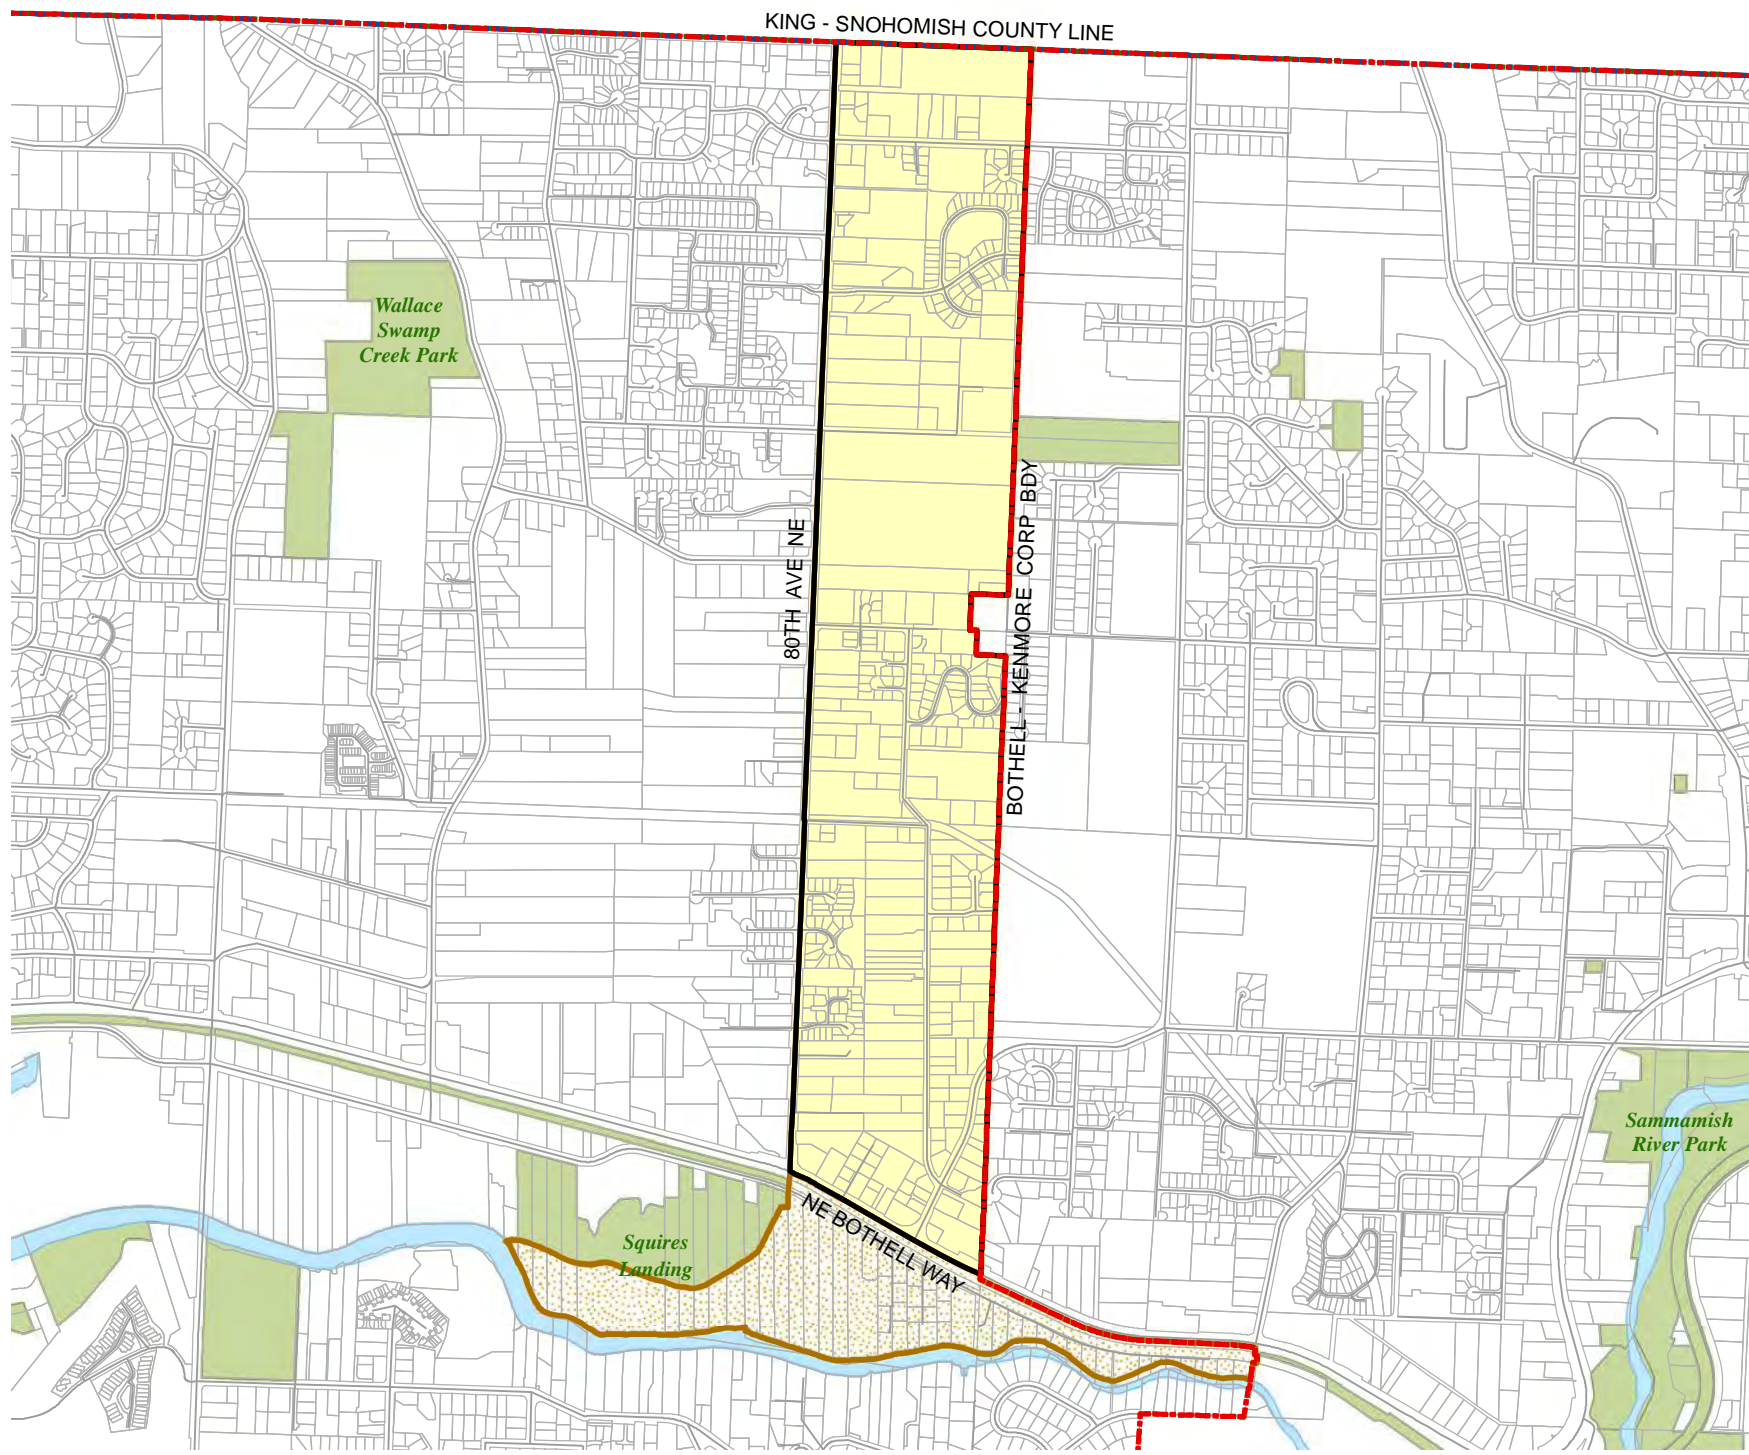 KING - SNOHOMISH COUNTY LINE
Wallace
Swamp
Creek Park
80TH AVE NE
BOTHELL - KENMORE CORP BDY
Sammamish
River Park
NE BOTHELL WAY
Squires
Landing